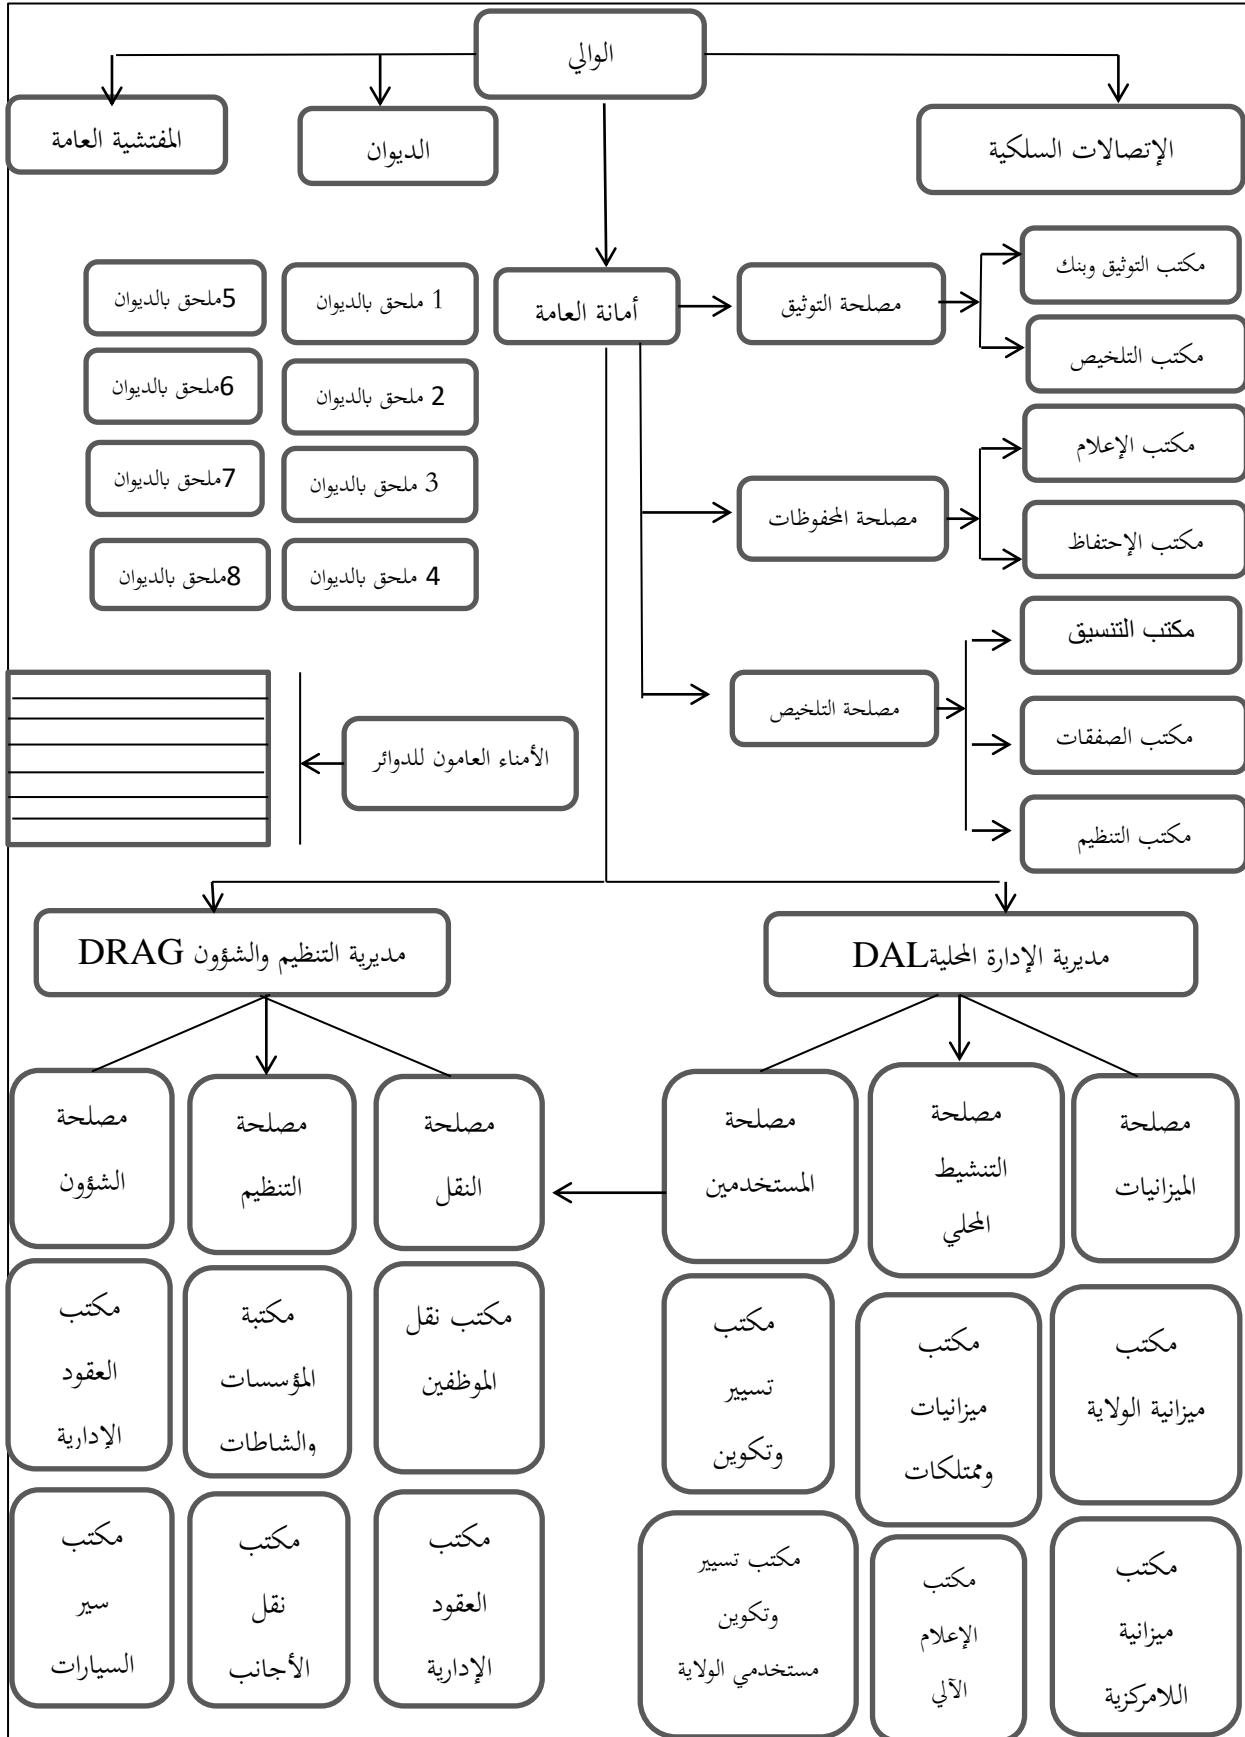 الوالي
الإتصالات السلكية
الديوان
المفتشية العامة
أمانة العامة
مصلحة التوثيق
مكتب التوثيق وبنك
مكتب التلخيص
1 ملحق بالديوان
5ملحق بالديوان
2 ملحق بالديوان
6ملحق بالديوان
3 ملحق بالديوان
7ملحق بالديوان
4 ملحق بالديوان
8ملحق بالديوان
مصلحة المحفوظات
مكتب الإعلام
مكتب الإحتفاظ
مصلحة التلخيص
مكتب التنسيق
مكتب الصفقات
مكتب التنظيم
الأمناء العامون للدوائر
مديرية الإدارة المحليةDAL
مديرية التنظيم والشؤون DRAG
مصلحة
الميزانيات
مصلحة
التنشيط
المحلي
مصلحة
المستخدمين
مصلحة
النقل
مصلحة
التنظيم
مصلحة
الشؤون
مكتب
ميزانية الولاية
مكتب
ميزانيات
وممتلكات
مكتب
تسيير
وتكوين
مكتب نقل
الموظفين
مكتبة
المؤسسات
والشاطات
مكتب
العقود
الإدارية
مكتب
ميزانية
اللامركزية
مكتب
الإعلام
الآلي
مكتب تسيير
وتكوين
مستخدمي الولاية
مكتب
العقود
الإدارية
مكتب
نقل
الأجانب
مكتب
سير
السيارات